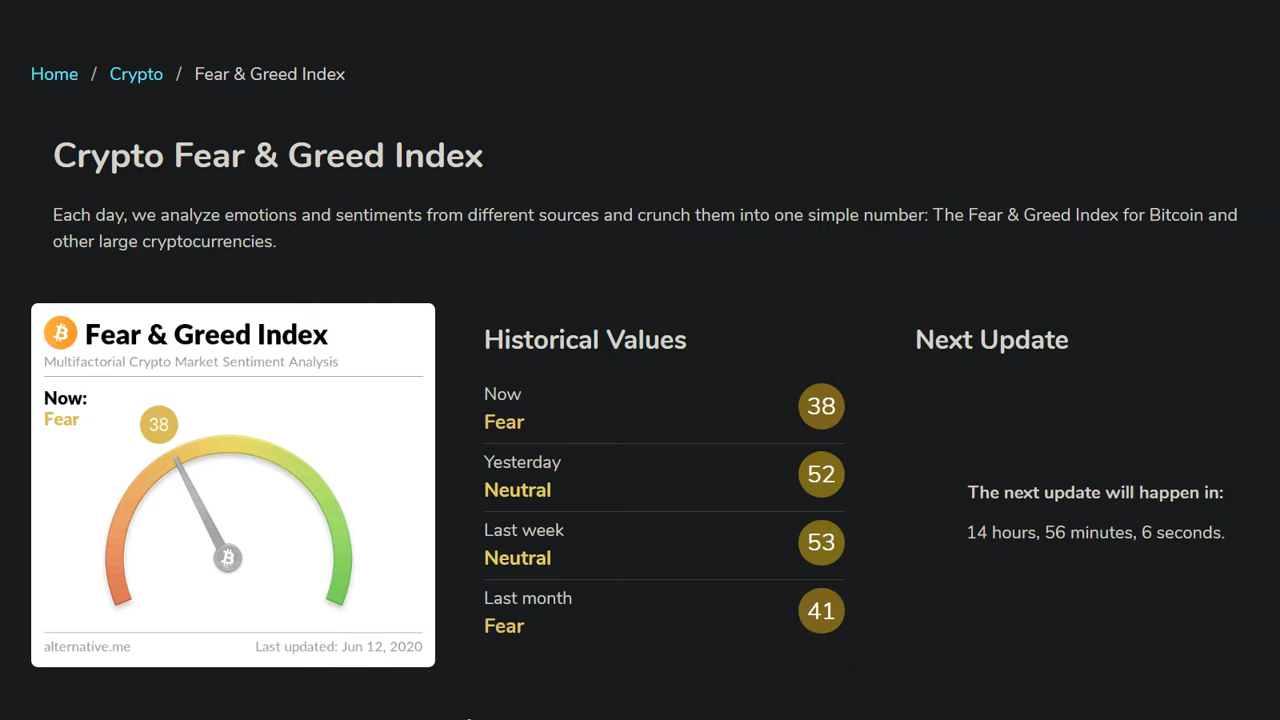 Home / Crypto / Fear & Greed Index
Crypto Fear & Greed Index
Each day, we analyze emotions and sentiments from different sources and crunch them into one simple number: The Fear & Greed Index for Bitcoin and
other large cryptocurrencies.
Fear & Greed Index
Multifactorial Crypto Market Sentiment Analysis
Now:
Fear
38
alternative.me
Last updated: Jun 12, 2020
Historical Values
Now
Fear
38
Yesterday
Neutral
52
Last week
Neutral
53
Last month
Fear
41
Next Update
The next update will happen in:
14 hours, 56 minutes, 6 seconds.